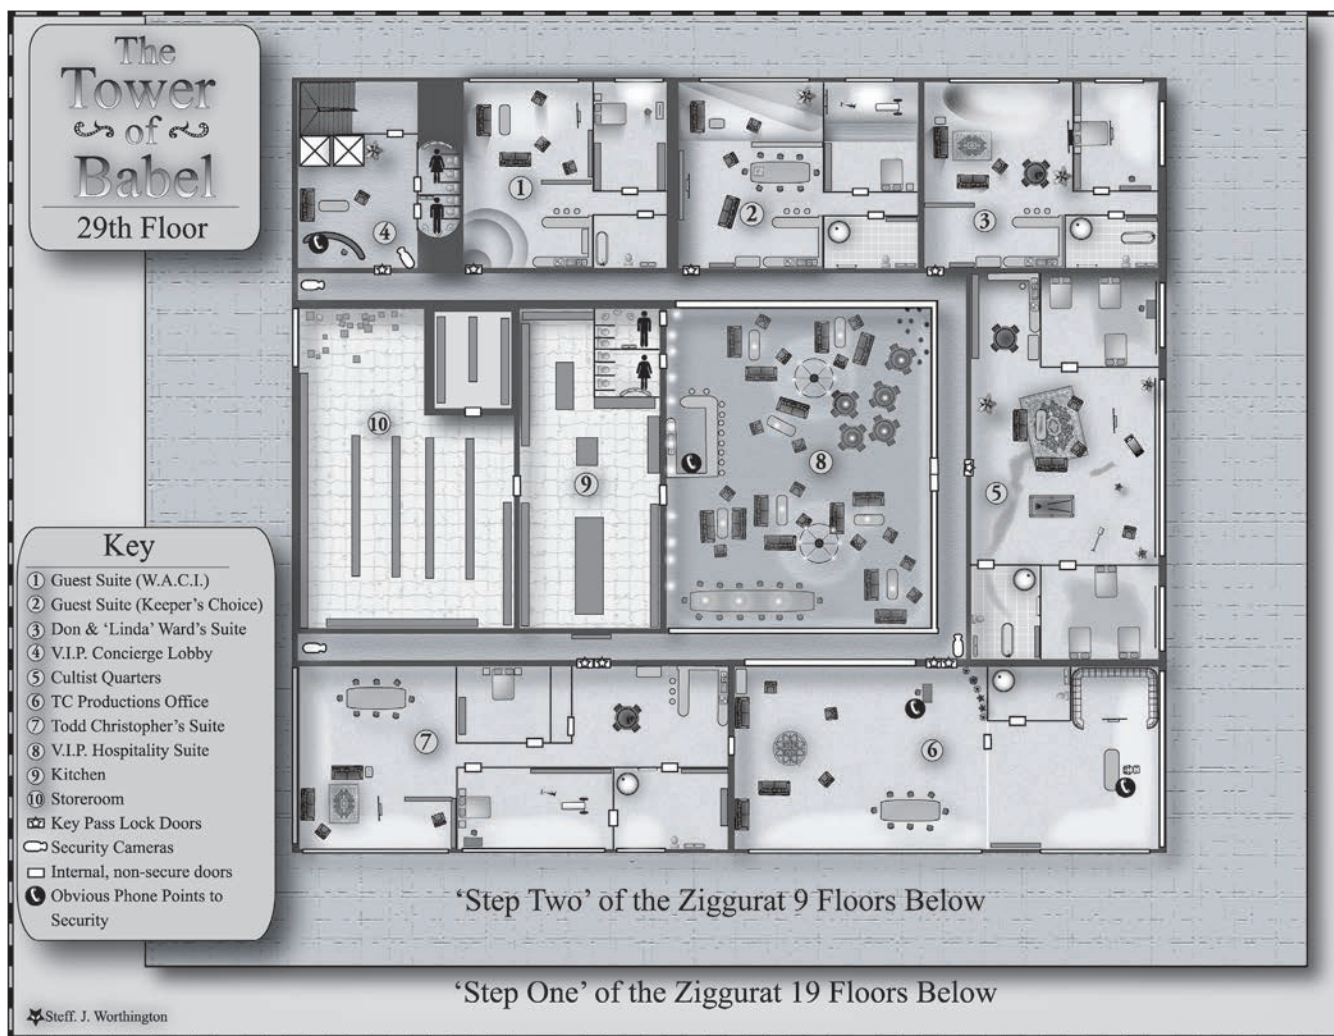 The
Tower
of
Babel
29th Floor
1
2
3
4
5
6
7
8
9
10
Key
1 Guest Suite (W.A.C.I.)
2 Guest Suite (Keeper's Choice)
3 Don & 'Linda' Ward's Suite
4 V.I.P. Concierge Lobby
5 Cultist Quarters
6 TC Productions Office
7 Todd Christopher's Suite
8 V.I.P. Hospitality Suite
9 Kitchen
10 Storeroom
Key Pass Lock Doors
Security Cameras
Internal, non-secure doors
Obvious Phone Points to
Security
'Step Two' of the Ziggurat 9 Floors Below
'Step One' of the Ziggurat 19 Floors Below
Steff. J. Worthington